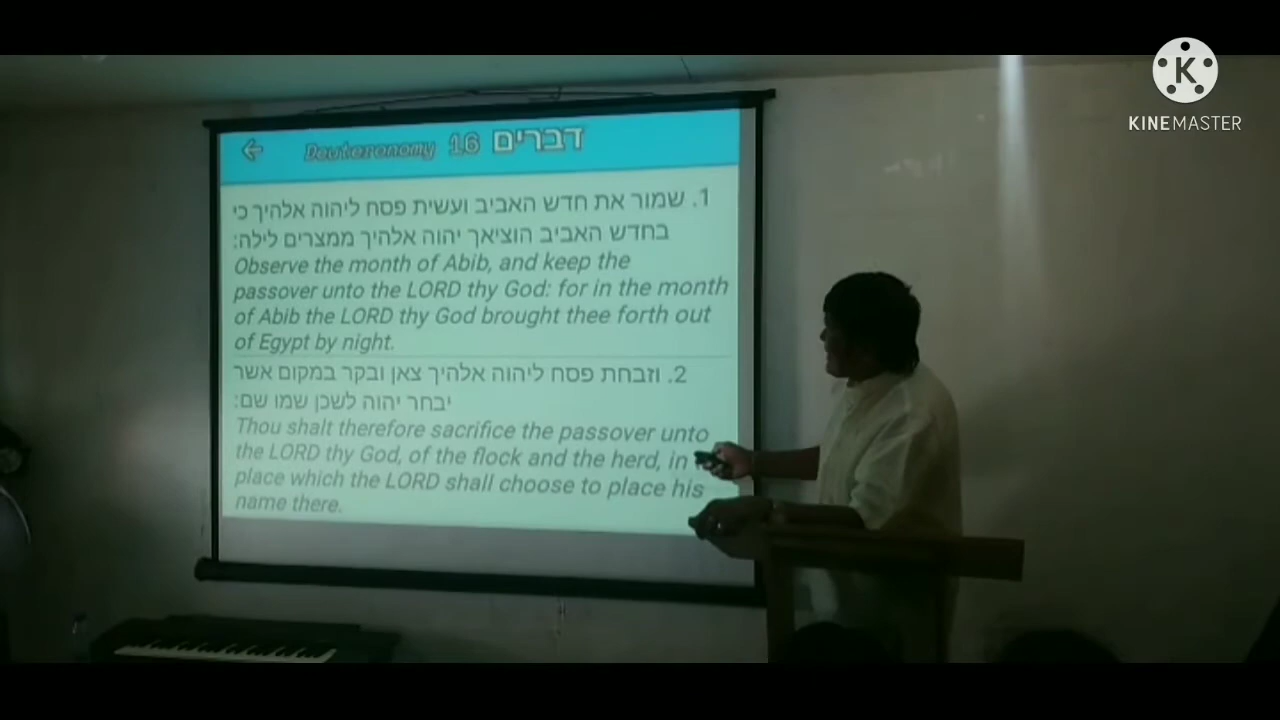 ← Deuteronomy 16 דברים
1. שמור את חדש האביב ועשית פסח ליהוה אלהיך כי
בחדש האביב הוציאך יהוה אלהיך ממצרים לילה:
Observe the month of Abib, and keep the
passover unto the LORD thy God: for in the month
of Abib the LORD thy God brought thee forth out
of Egypt by night.
2. וזבחת פסח ליהוה אלהיך צאן ובקר במקום אשר
יבחר יהוה לשכן שמו שם:
Thou shalt therefore sacrifice the passover unto
the LORD thy God, of the flock and the herd, in
place which the LORD shall choose to place his
name there.
K
KINEMASTER